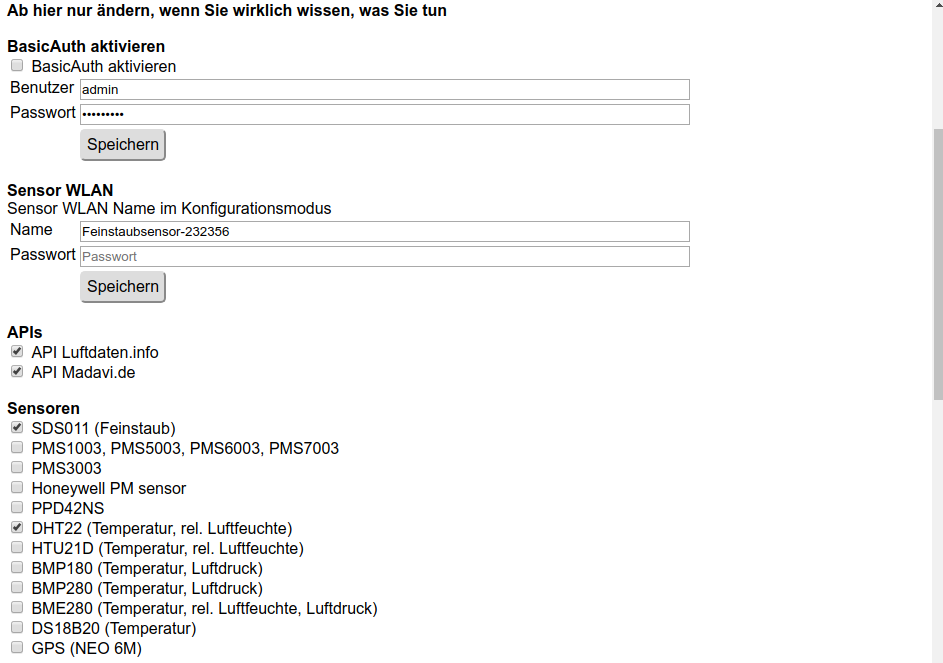 Ab hier nur ändern, wenn Sie wirklich wissen, was Sie tun
BasicAuth aktivieren
BasicAuth aktivieren
Benutzer admin
Passwort •••••••••
Speichern
Sensor WLAN
Sensor WLAN Name im Konfigurationsmodus
Name Feinstaubsensor-232356
Passwort Passwort
Speichern
APIs
API Luftdaten.info
API Madavi.de
Sensoren
SDS011 (Feinstaub)
PMS1003, PMS5003, PMS6003, PMS7003
PMS3003
Honeywell PM sensor
PPD42NS
DHT22 (Temperatur, rel. Luftfeuchte)
HTU21D (Temperatur, rel. Luftfeuchte)
BMP180 (Temperatur, Luftdruck)
BMP280 (Temperatur, Luftdruck)
BME280 (Temperatur, rel. Luftfeuchte, Luftdruck)
DS18B20 (Temperatur)
GPS (NEO 6M)